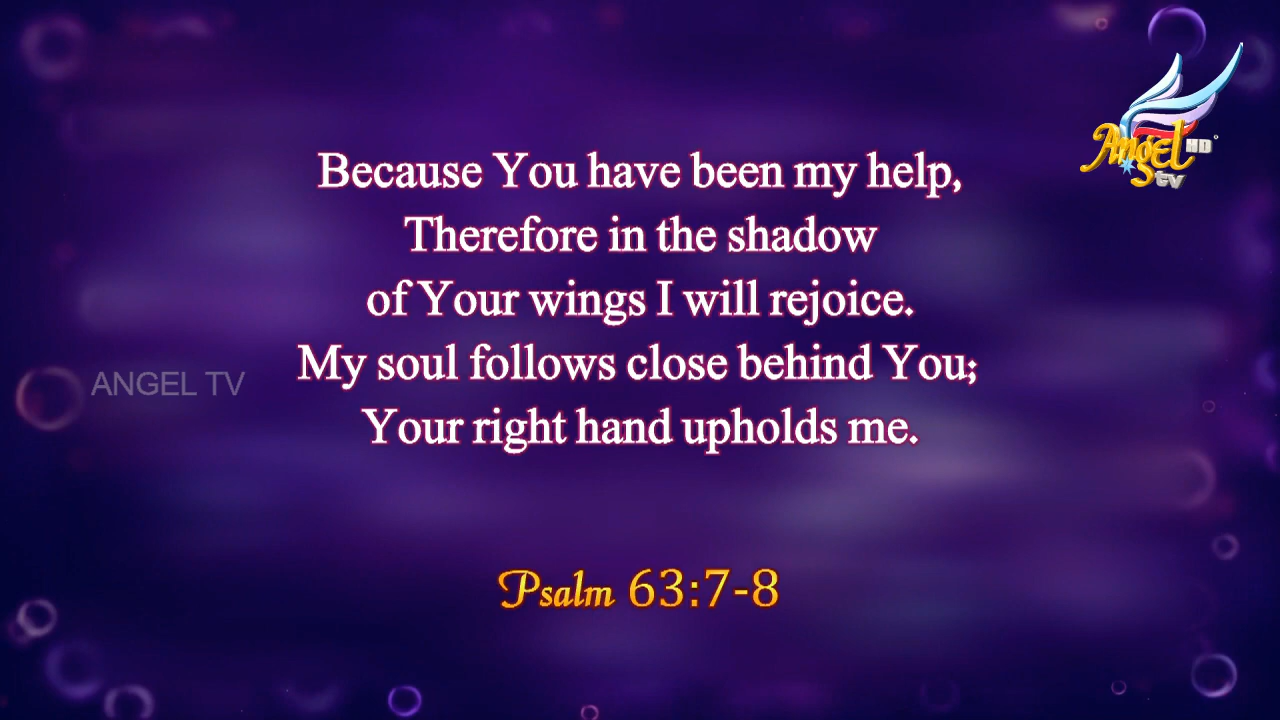 Angel HD
tv
Because You have been my help,
Therefore in the shadow
of Your wings I will rejoice.
My soul follows close behind You;
Your right hand upholds me.
ANGEL TV
Psalm 63:7-8